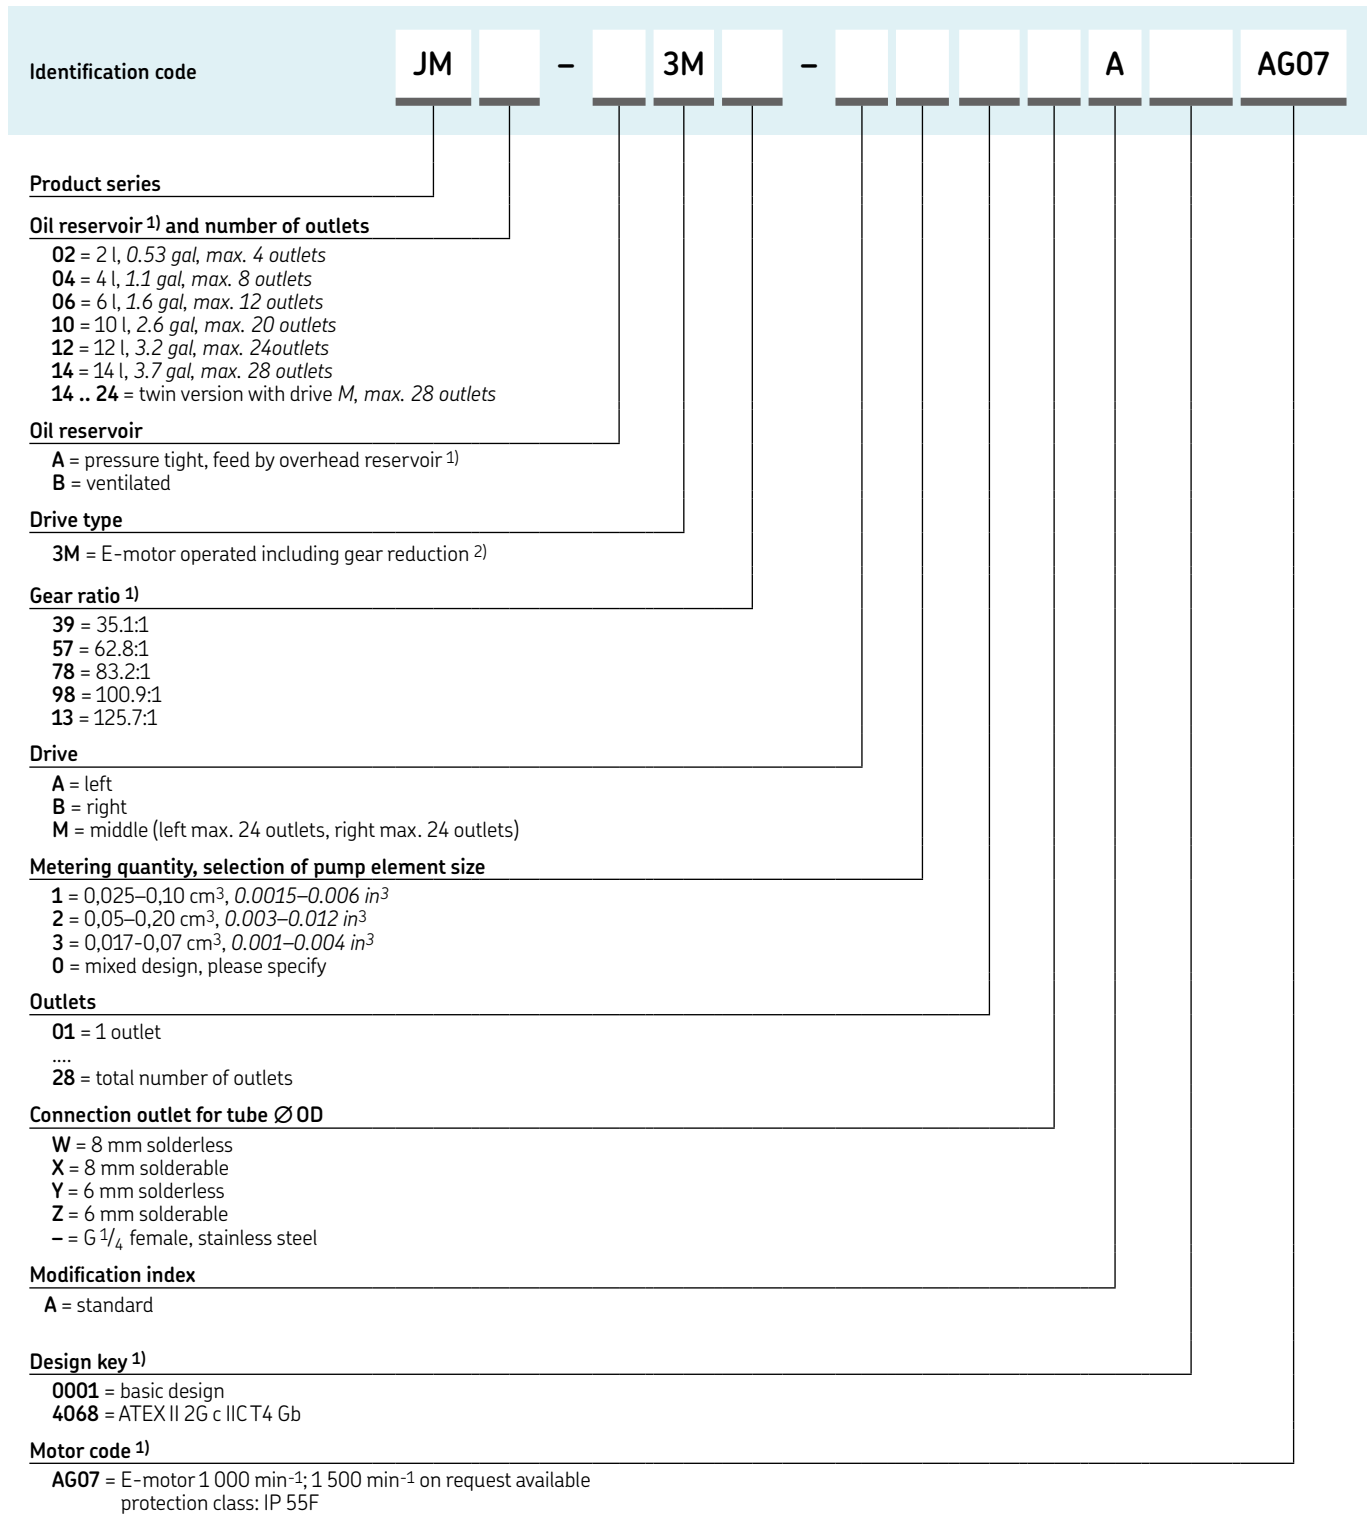 Identification code JM – 3M – A AG07
Product series
Oil reservoir 1) and number of outlets
02 = 2 l, 0.53 gal, max. 4 outlets
04 = 4 l, 1.1 gal, max. 8 outlets
06 = 6 l, 1.6 gal, max. 12 outlets
10 = 10 l, 2.6 gal, max. 20 outlets
12 = 12 l, 3.2 gal, max. 24outlets
14 = 14 l, 3.7 gal, max. 28 outlets
14 .. 24 = twin version with drive M, max. 28 outlets
Oil reservoir
A = pressure tight, feed by overhead reservoir 1)
B = ventilated
Drive type
3M = E-motor operated including gear reduction 2)
Gear ratio 1)
39 = 35.1:1
57 = 62.8:1
78 = 83.2:1
98 = 100.9:1
13 = 125.7:1
Drive
A = left
B = right
M = middle (left max. 24 outlets, right max. 24 outlets)
Metering quantity, selection of pump element size
1 = 0,025–0,10 cm3, 0.0015–0.006 in3
2 = 0,05–0,20 cm3, 0.003–0.012 in3
3 = 0,017-0,07 cm3, 0.001–0.004 in3
0 = mixed design, please specify
Outlets
01 = 1 outlet
....
28 = total number of outlets
Connection outlet for tube ∅ OD
W = 8 mm solderless
X = 8 mm solderable
Y = 6 mm solderless
Z = 6 mm solderable
– = G 1/4 female, stainless steel
Modification index
A = standard
Design key 1)
0001 = basic design
4068 = ATEX II 2G c IIC T4 Gb
Motor code 1)
AG07 = E-motor 1 000 min-1; 1 500 min-1 on request available
protection class: IP 55F